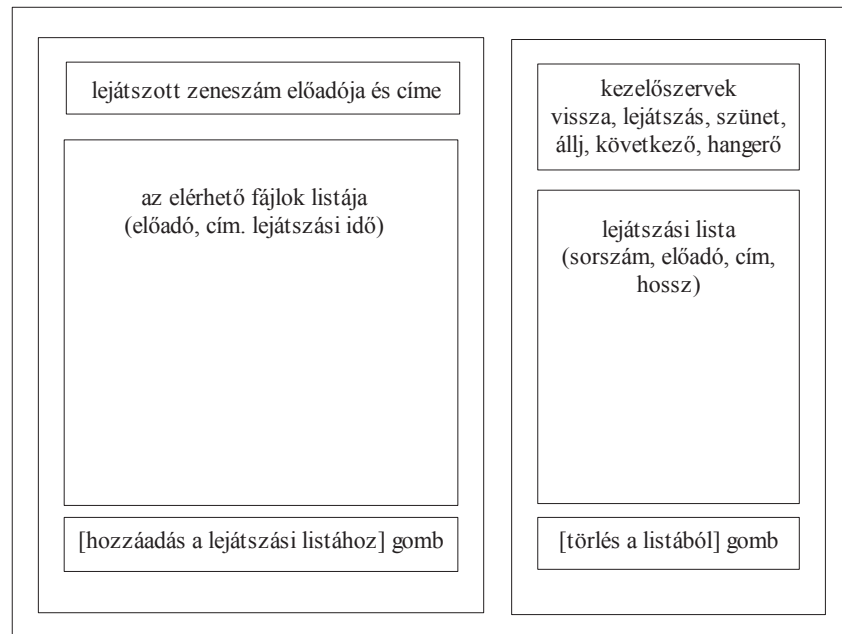 lejátszott zeneszám előadója és címe
az elérhető fájlok listája
(előadó, cím. lejátszási idő)
[hozzáadás a lejátszási listához] gomb
kezelőszervek
vissza, lejátszás, szünet,
állj, következő, hangerő
lejátszási lista
(sorszám, előadó, cím,
hossz)
[törlés a listából] gomb